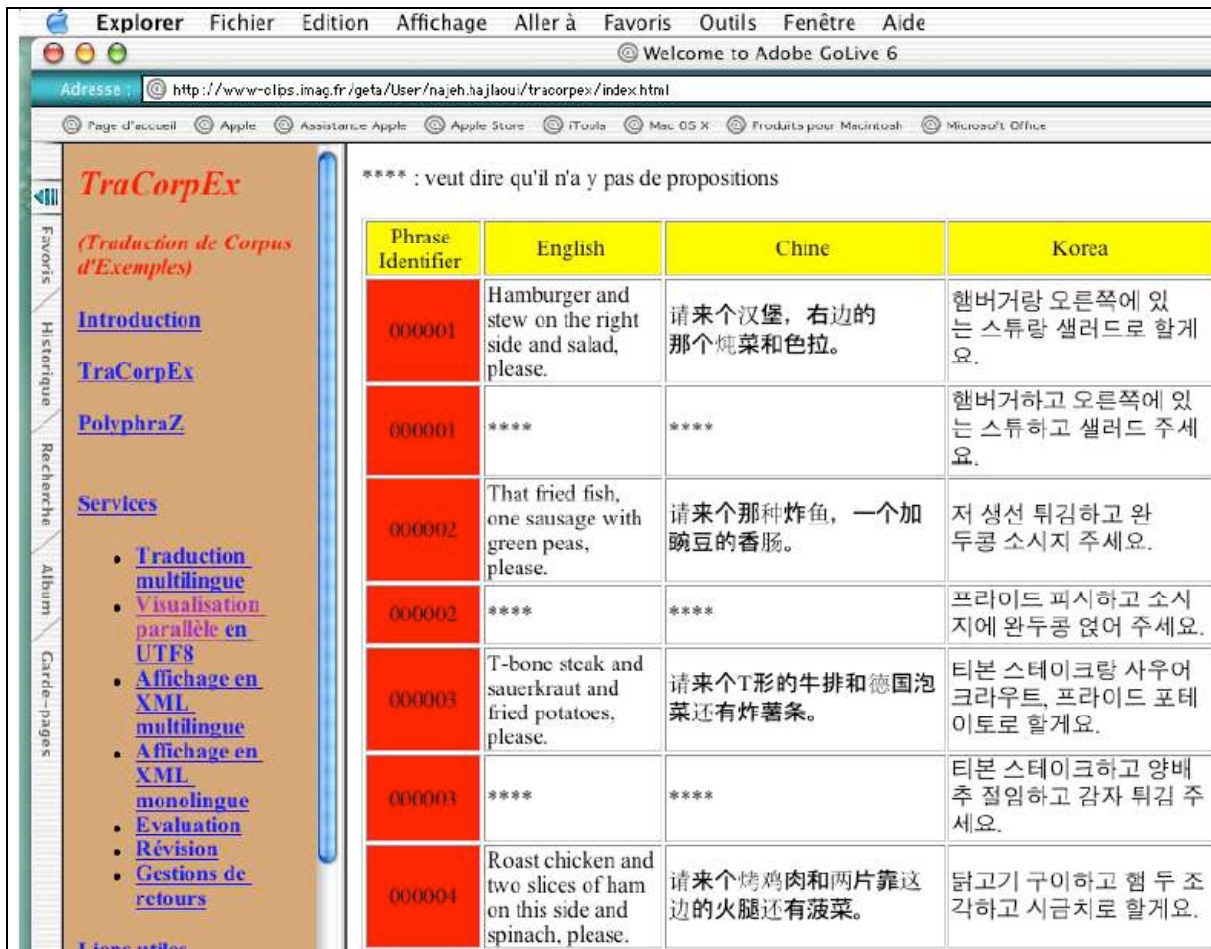 Explorer Fichier Edition Affichage Aller à Favoris Outils Fenêtre Aide
Welcome to Adobe GoLive 6
Adresse : http://www-clips.imag.fr/geta/User/najeh.hajlaoui/tracorpex/index.html
Page d'accueil Apple Assistance Apple Apple Store iTools Mac OS X Produits pour Macintosh Microsoft Office
Favoris
Historique
Recherche
Album
Garde-pages
TraCorpEx
(Traduction de Corpus
d'Exemples)
Introduction
TraCorpEx
PolyphraZ
Services
Traduction
multilingue
Visualisation
parallèle en
UTF8
Affichage en
XML
multilingue
Affichage en
XML
monolingue
Evaluation
Révision
Gestions de
retours
Liens utiles
**** : veut dire qu'il n'a y pas de propositions
Phrase
Identifier
English
Chine
Korea
000001
Hamburger and
stew on the right
side and salad,
please.
请来个汉堡，右边的
那个炖菜和色拉。
햄버거랑 오른쪽에 있
는 스튜랑 샐러드로 할게
요.
000001
****
****
햄버거하고 오른쪽에 있
는 스튜하고 샐러드 주세
요.
000002
That fried fish,
one sausage with
green peas,
please.
请来个那种炸鱼，一个加
豌豆的香肠。
저 생선 튀김하고 완
두콩 소시지 주세요.
000002
****
****
프라이드 피시하고 소시
지에 완두콩 얹어 주세요.
000003
T-bone steak and
sauerkraut and
fried potatoes,
please.
请来个T形的牛排和德国泡
菜还有炸薯条。
티본 스테이크랑 사우어
크라우트, 프라이드 포테
이토로 할게요.
000003
****
****
티본 스테이크하고 양배
추 절임하고 감자 튀김 주
세요.
000004
Roast chicken and
two slices of ham
on this side and
spinach, please.
请来个烤鸡肉和两片靠这
边的火腿还有菠菜。
닭고기 구이하고 햄 두 조
각하고 시금치로 할게요.